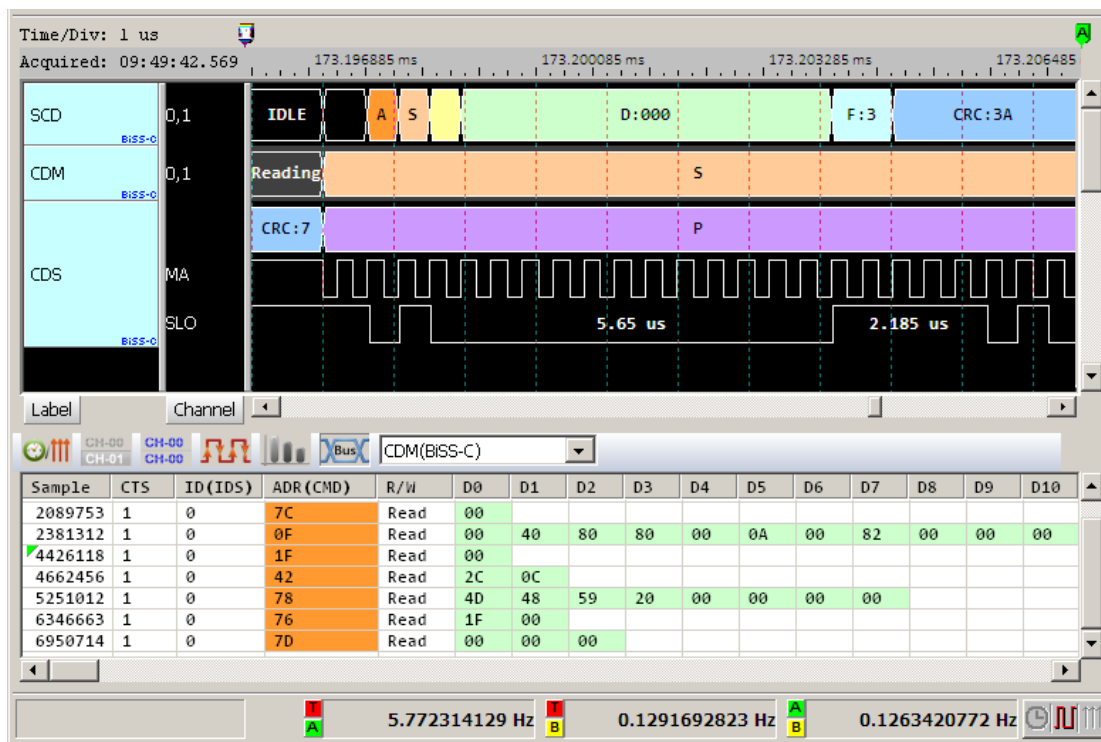 Time/Div: 1 us
A
Acquired: 09:49:42.569 173.196885 ms 173.200085 ms 173.203285 ms 173.206485
SCD 0,1 IDLE A S D:000 F:3 CRC:3A
BiSS-C
CDM 0,1 Reading S
BiSS-C
CRC:7 P
CDS MA
SLO 5.65 us 2.185 us
BiSS-C
Label Channel
CH-00 CH-01 CH-00 CH-00 Bus CDM(BiSS-C)
Sample CTS ID(IDS) ADR(CMD) R/W D0 D1 D2 D3 D4 D5 D6 D7 D8 D9 D10
2089753 1 0 7C Read 00
2381312 1 0 0F Read 00 40 80 80 00 0A 00 82 00 00 00
4426118 1 0 1F Read 00
4662456 1 0 42 Read 2C 0C
5251012 1 0 78 Read 4D 48 59 20 00 00 00 00
6346663 1 0 76 Read 1F 00
6950714 1 0 7D Read 00 00 00
T A 5.772314129 Hz T B 0.1291692823 Hz A B 0.1263420772 Hz